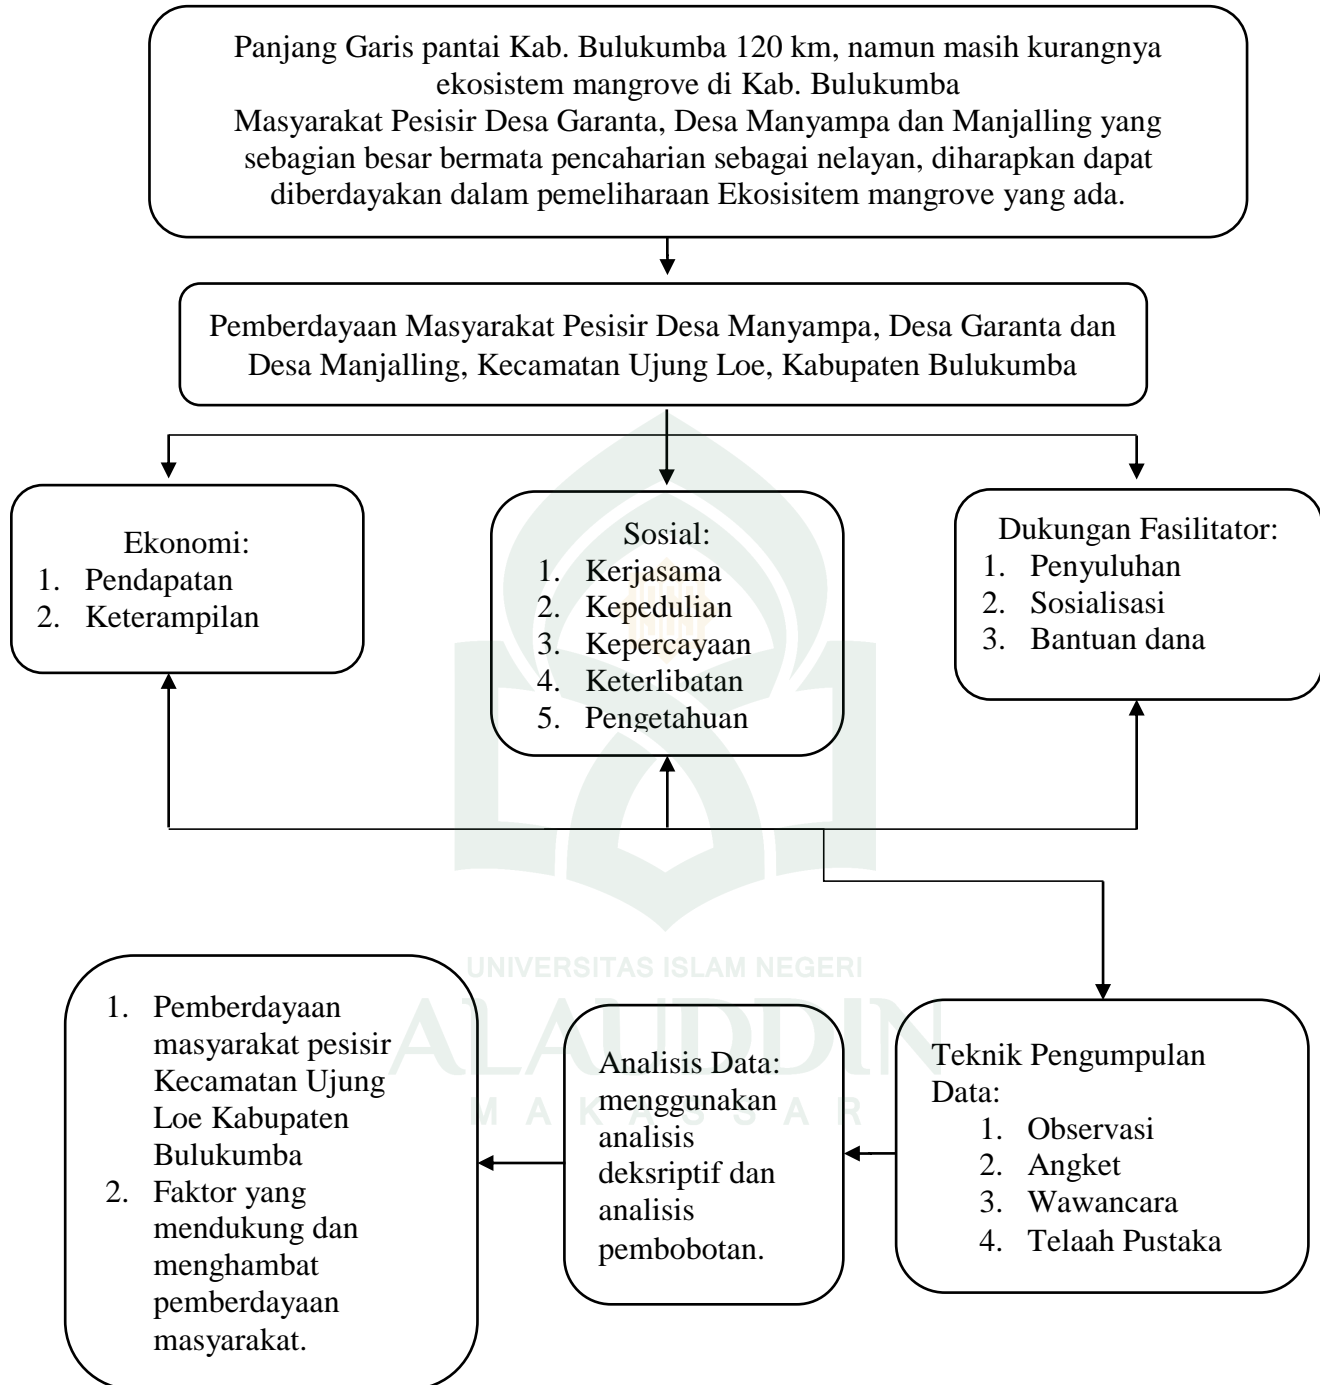 Panjang Garis pantai Kab. Bulukumba 120 km, namun masih kurangnya
ekosistem mangrove di Kab. Bulukumba
Masyarakat Pesisir Desa Garanta, Desa Manyampa dan Manjalling yang
sebagian besar bermata pencaharian sebagai nelayan, diharapkan dapat
diberdayakan dalam pemeliharaan Ekosisitem mangrove yang ada.
Pemberdayaan Masyarakat Pesisir Desa Manyampa, Desa Garanta dan
Desa Manjalling, Kecamatan Ujung Loe, Kabupaten Bulukumba
Ekonomi:
1. Pendapatan
2. Keterampilan
Sosial:
1. Kerjasama
2. Kepedulian
3. Kepercayaan
4. Keterlibatan
5. Pengetahuan
Dukungan Fasilitator:
1. Penyuluhan
2. Sosialisasi
3. Bantuan dana
1. Pemberdayaan
masyarakat pesisir
Kecamatan Ujung
Loe Kabupaten
Bulukumba
2. Faktor yang
mendukung dan
menghambat
pemberdayaan
masyarakat.
Analisis Data:
menggunakan
analisis
deksriptif dan
analisis
pembobotan.
Teknik Pengumpulan
Data:
1. Observasi
2. Angket
3. Wawancara
4. Telaah Pustaka
UNIVERSITAS ISLAM NEGERI
ALAUDDIN
MAKASSAR